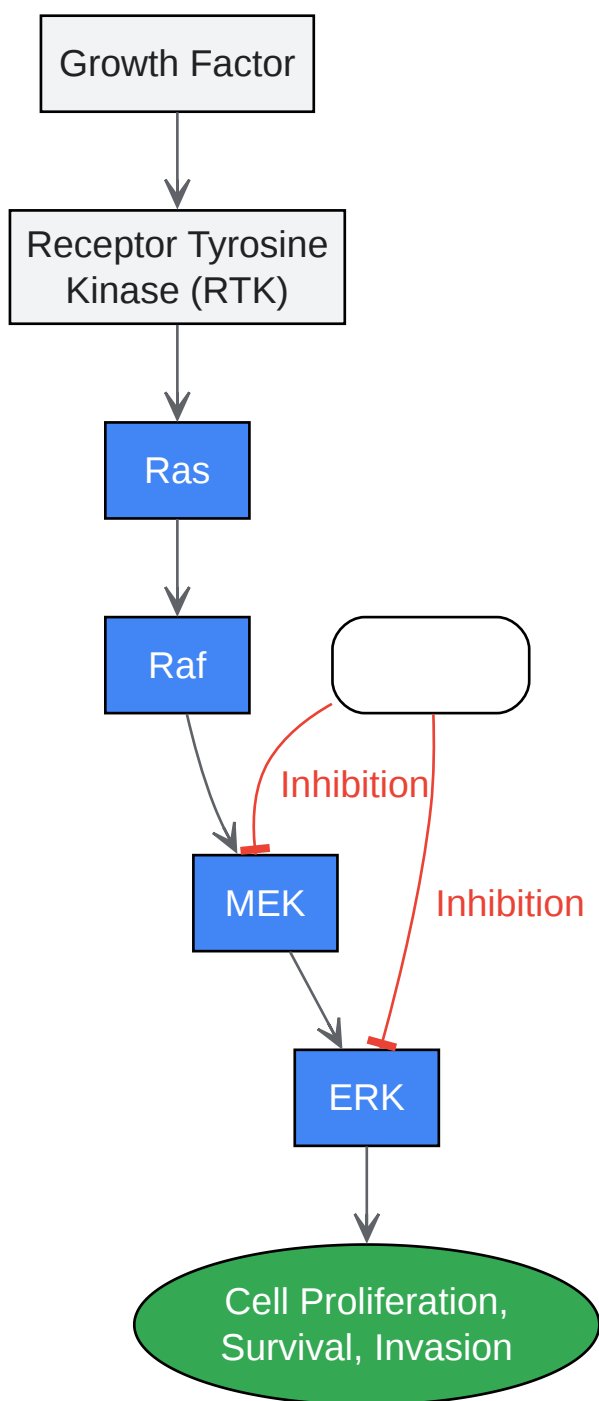 Growth Factor
Receptor Tyrosine
Kinase (RTK)
Ras
Raf
Inhibition
MEK
Inhibition
ERK
Cell Proliferation,
Survival, Invasion